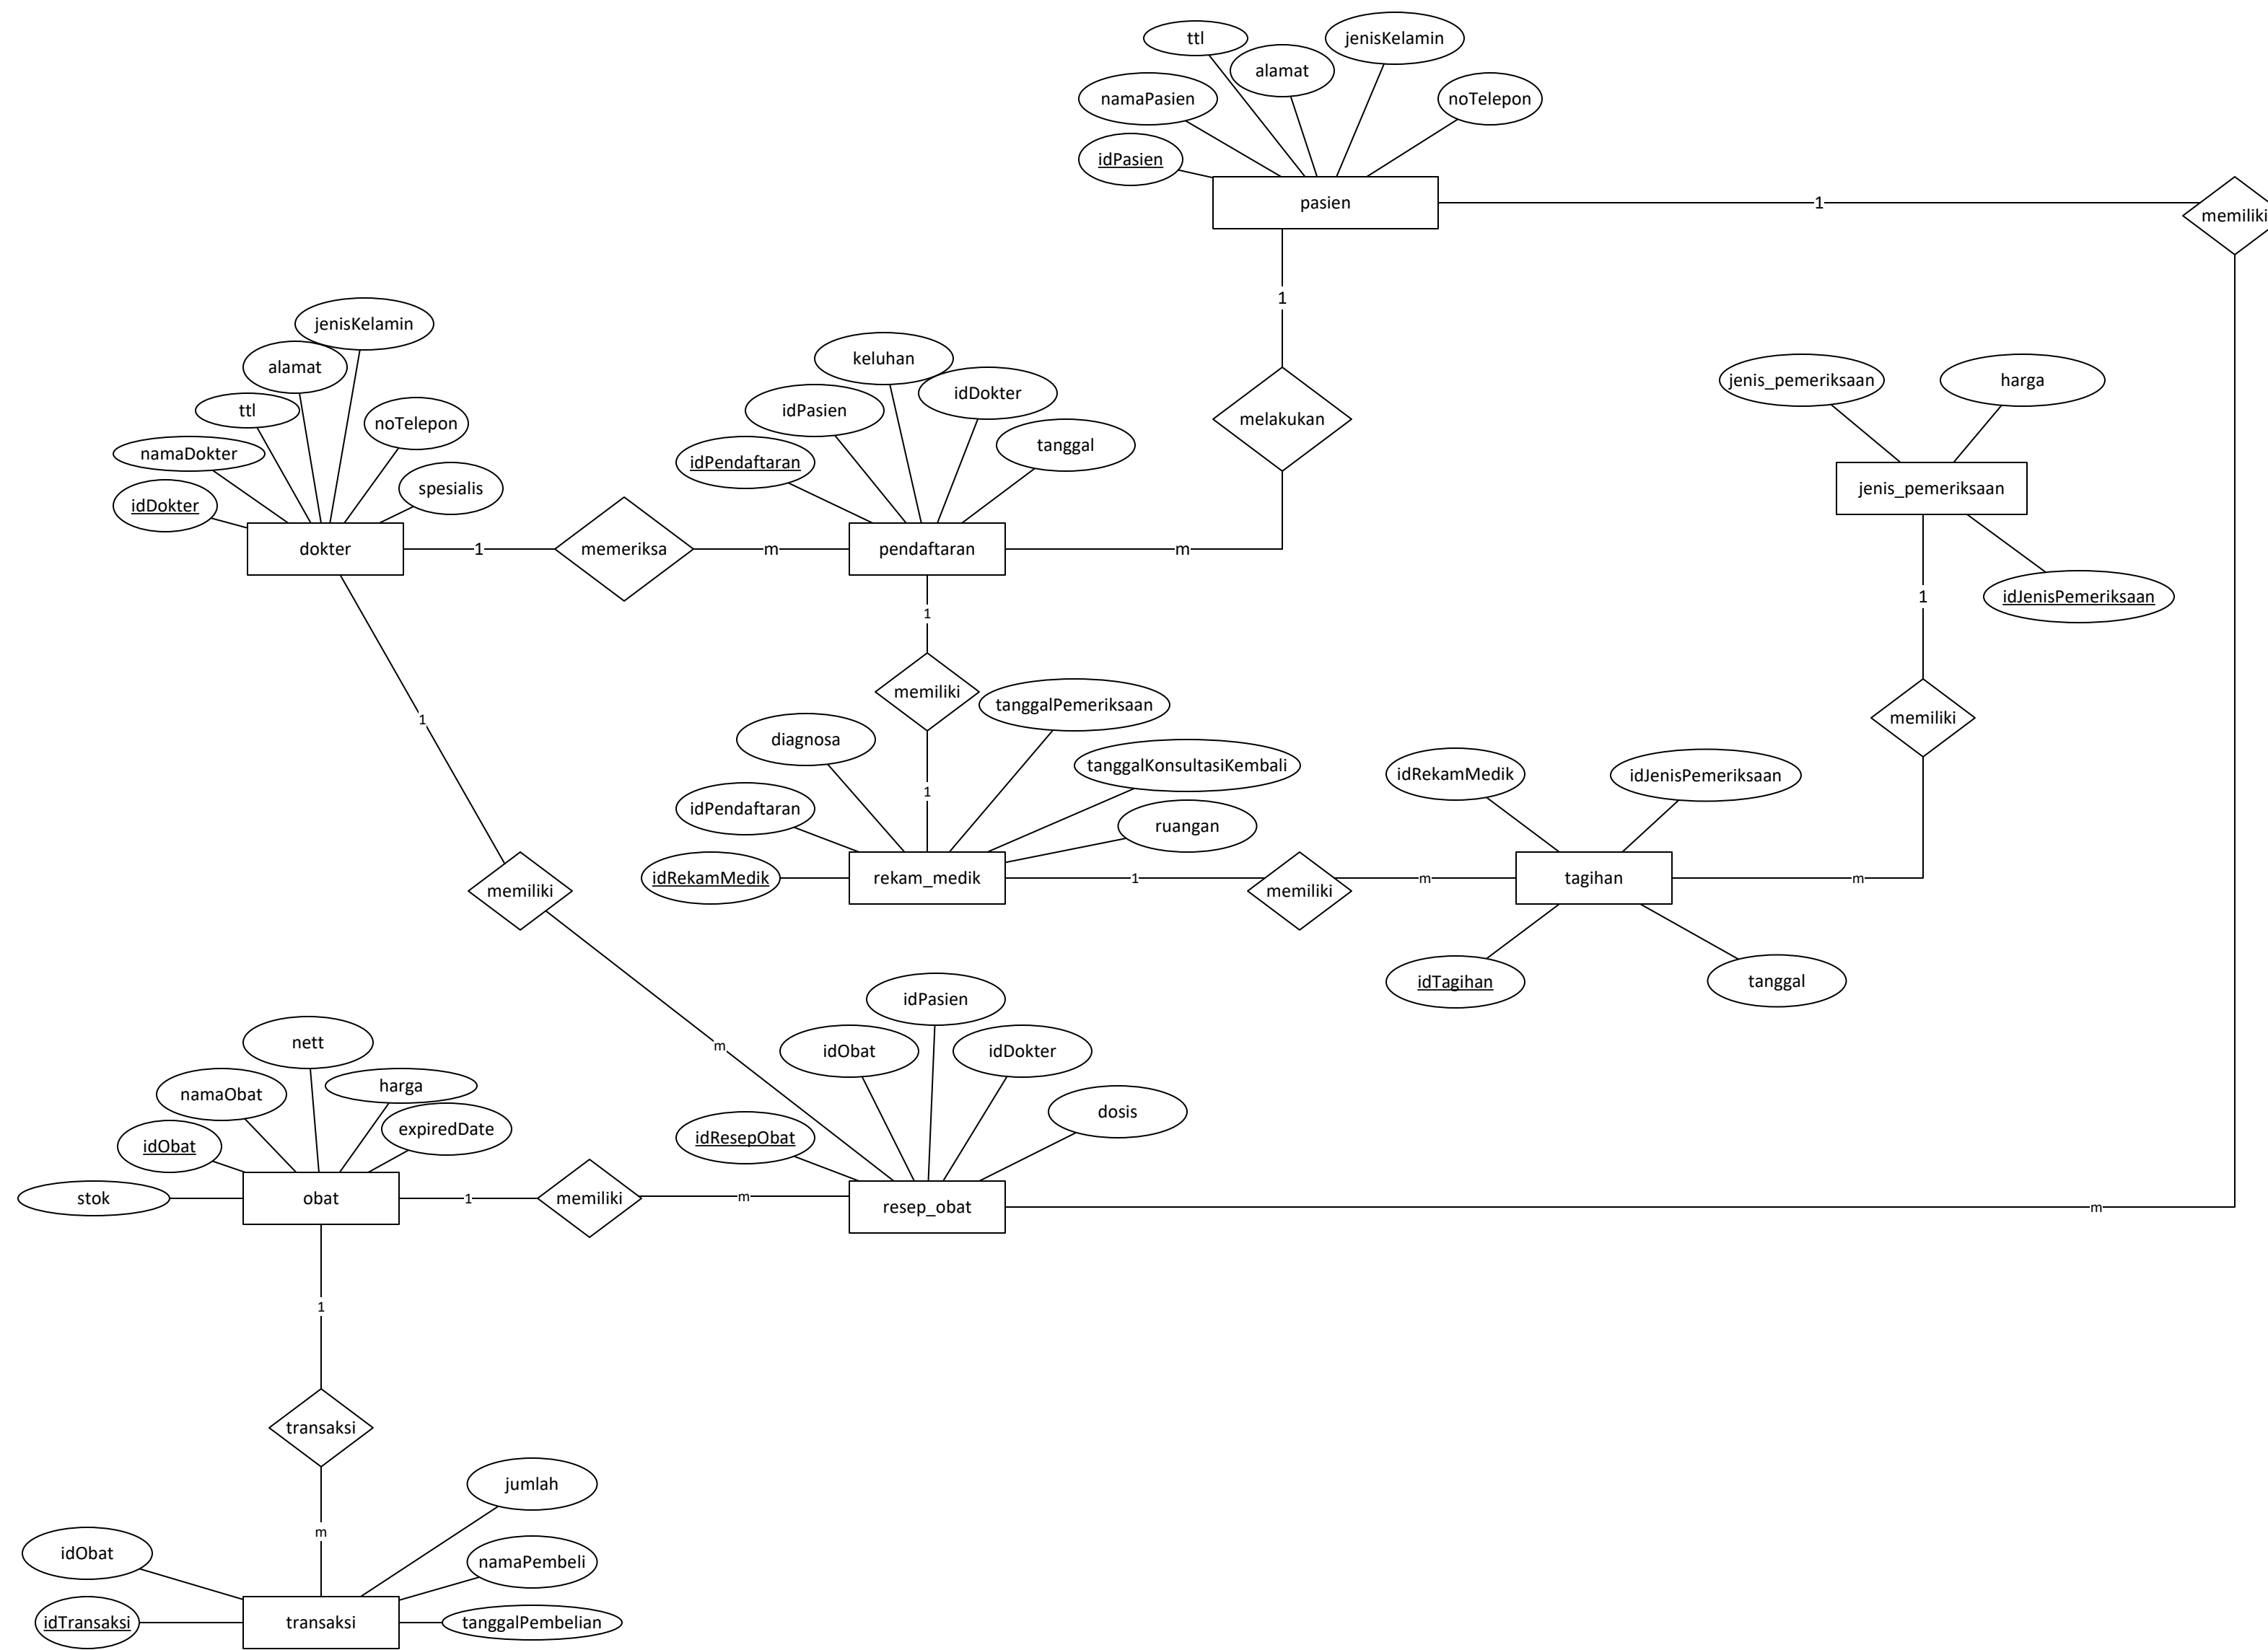 ttl
jenisKelamin
alamat
namaPasien
noTelepon
idPasien
pasien
1
memiliki
1
jenisKelamin
alamat
keluhan
jenis_pemeriksaan
harga
idDokter
ttl
idPasien
noTelepon
melakukan
namaDokter
tanggal
idPendaftaran
spesialis
idDokter
jenis_pemeriksaan
dokter
1
memeriksa
m
pendaftaran
m
1
idJenisPemeriksaan
1
memiliki
tanggalPemeriksaan
1
memiliki
diagnosa
tanggalKonsultasiKembali
idRekamMedik
idJenisPemeriksaan
1
idPendaftaran
ruangan
idRekamMedik
rekam_medik
1
memiliki
m
tagihan
m
memiliki
idTagihan
tanggal
idPasien
nett
m
idObat
idDokter
harga
namaObat
dosis
expiredDate
idResepObat
idObat
stok
obat
1
memiliki
m
resep_obat
m
1
transaksi
jumlah
m
idObat
namaPembeli
idTransaksi
transaksi
tanggalPembelian